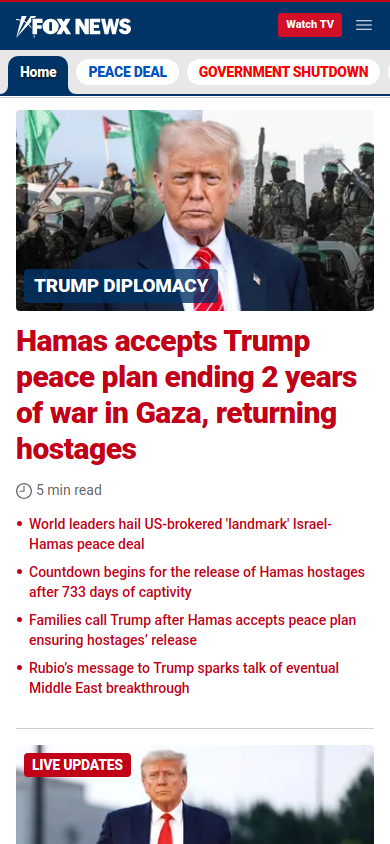 FOX NEWS
Watch TV
Home
PEACE DEAL
GOVERNMENT SHUTDOWN
TRUMP DIPLOMACY
Hamas accepts Trump
peace plan ending 2 years
of war in Gaza, returning
hostages
5 min read
World leaders hail US-brokered 'landmark' Israel-
Hamas peace deal
Countdown begins for the release of Hamas hostages
after 733 days of captivity
Families call Trump after Hamas accepts peace plan
ensuring hostages’ release
Rubio’s message to Trump sparks talk of eventual
Middle East breakthrough
LIVE UPDATES